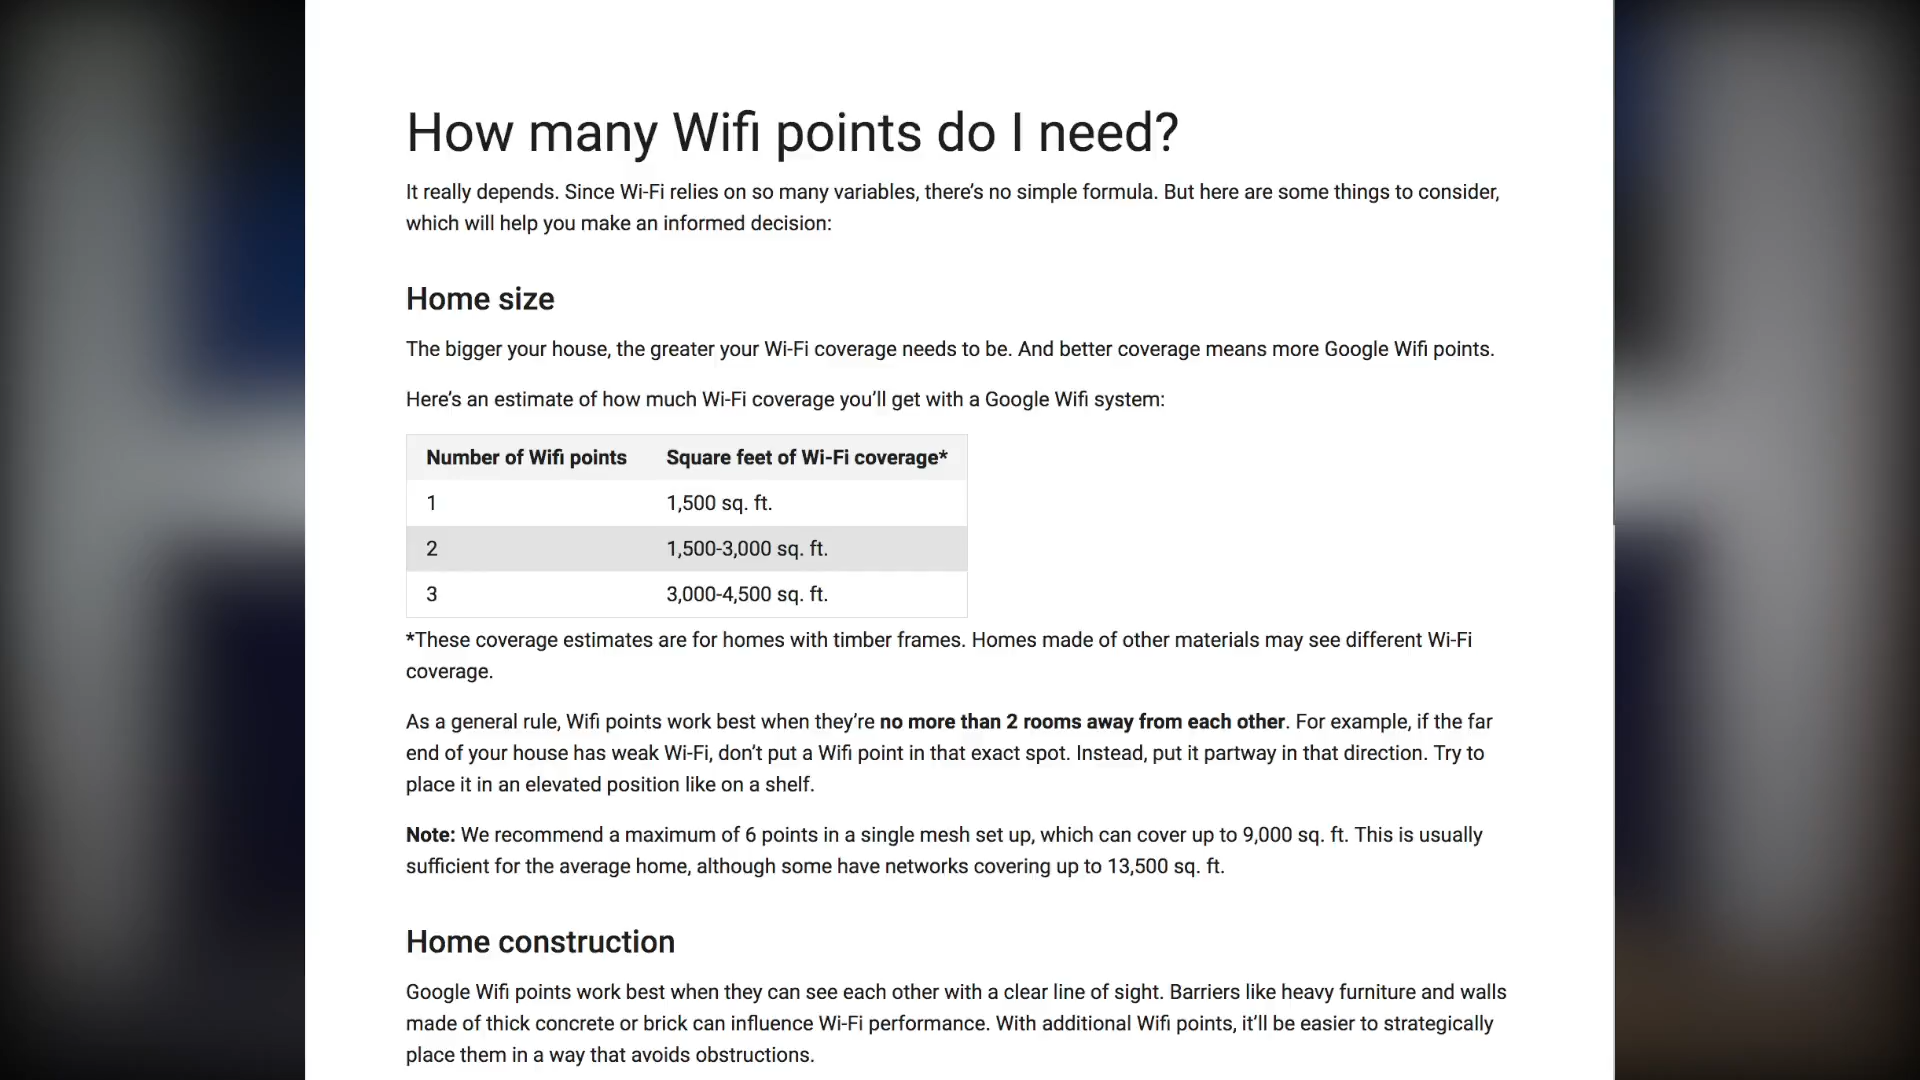 How many Wifi points do I need?
It really depends. Since Wi-Fi relies on so many variables, there's no simple formula. But here are some things to consider,
which will help you make an informed decision:
Home size
The bigger your house, the greater your Wi-Fi coverage needs to be. And better coverage means more Google Wifi points.
Here's an estimate of how much Wi-Fi coverage you'll get with a Google Wifi system:
Number of Wifi points Square feet of Wi-Fi coverage*
1 1,500 sq. ft.
2 1,500-3,000 sq. ft.
3 3,000-4,500 sq. ft.
*These coverage estimates are for homes with timber frames. Homes made of other materials may see different Wi-Fi
coverage.
As a general rule, Wifi points work best when they're no more than 2 rooms away from each other. For example, if the far
end of your house has weak Wi-Fi, don't put a Wifi point in that exact spot. Instead, put it partway in that direction. Try to
place it in an elevated position like on a shelf.
Note: We recommend a maximum of 6 points in a single mesh set up, which can cover up to 9,000 sq. ft. This is usually
sufficient for the average home, although some have networks covering up to 13,500 sq. ft.
Home construction
Google Wifi points work best when they can see each other with a clear line of sight. Barriers like heavy furniture and walls
made of thick concrete or brick can influence Wi-Fi performance. With additional Wifi points, it'll be easier to strategically
place them in a way that avoids obstructions.